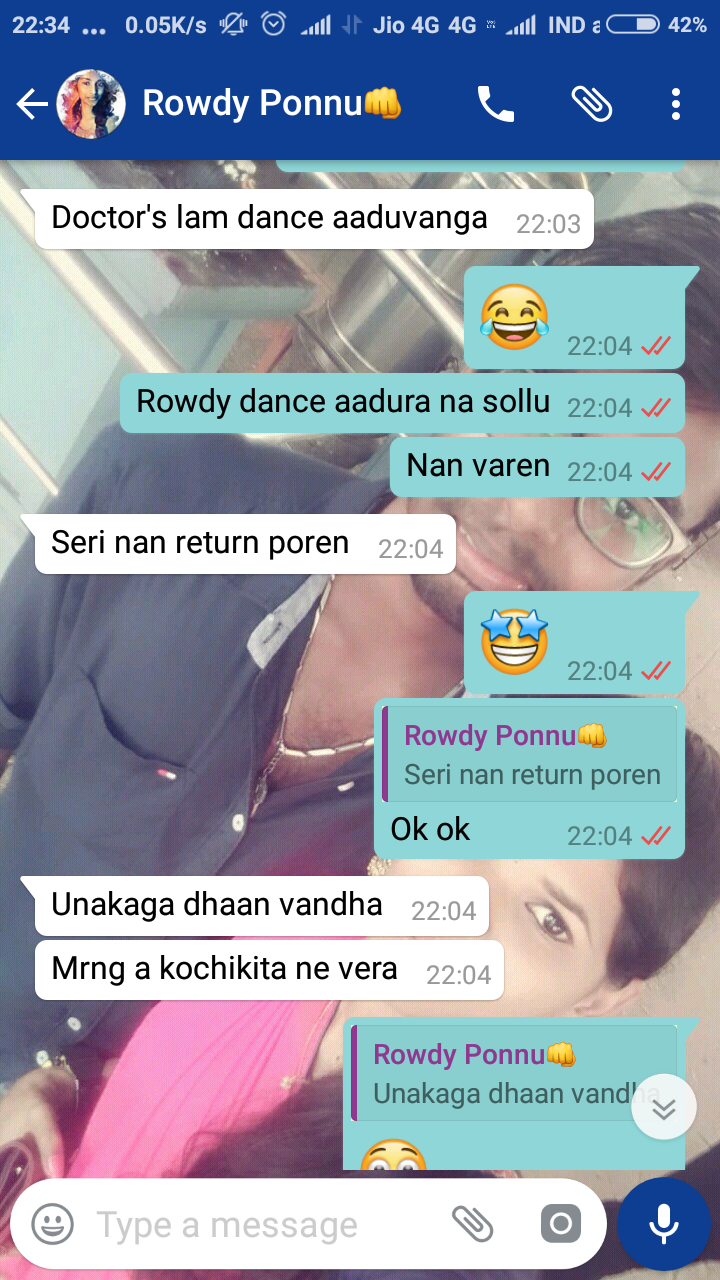 22:34 ... 0.05K/s Jio 4G 4G VoLTE IND a 42%
Rowdy Ponnu👊
Doctor's lam dance aaduvanga 22:03
😂 22:04
Rowdy dance aadura na sollu 22:04
Nan varen 22:04
Seri nan return poren 22:04
🤩 22:04
Rowdy Ponnu👊
Seri nan return poren
Ok ok 22:04
Unakaga dhaan vandha 22:04
Mrng a kochikita ne vera 22:04
Rowdy Ponnu👊
Unakaga dhaan vandha
😳
Type a message